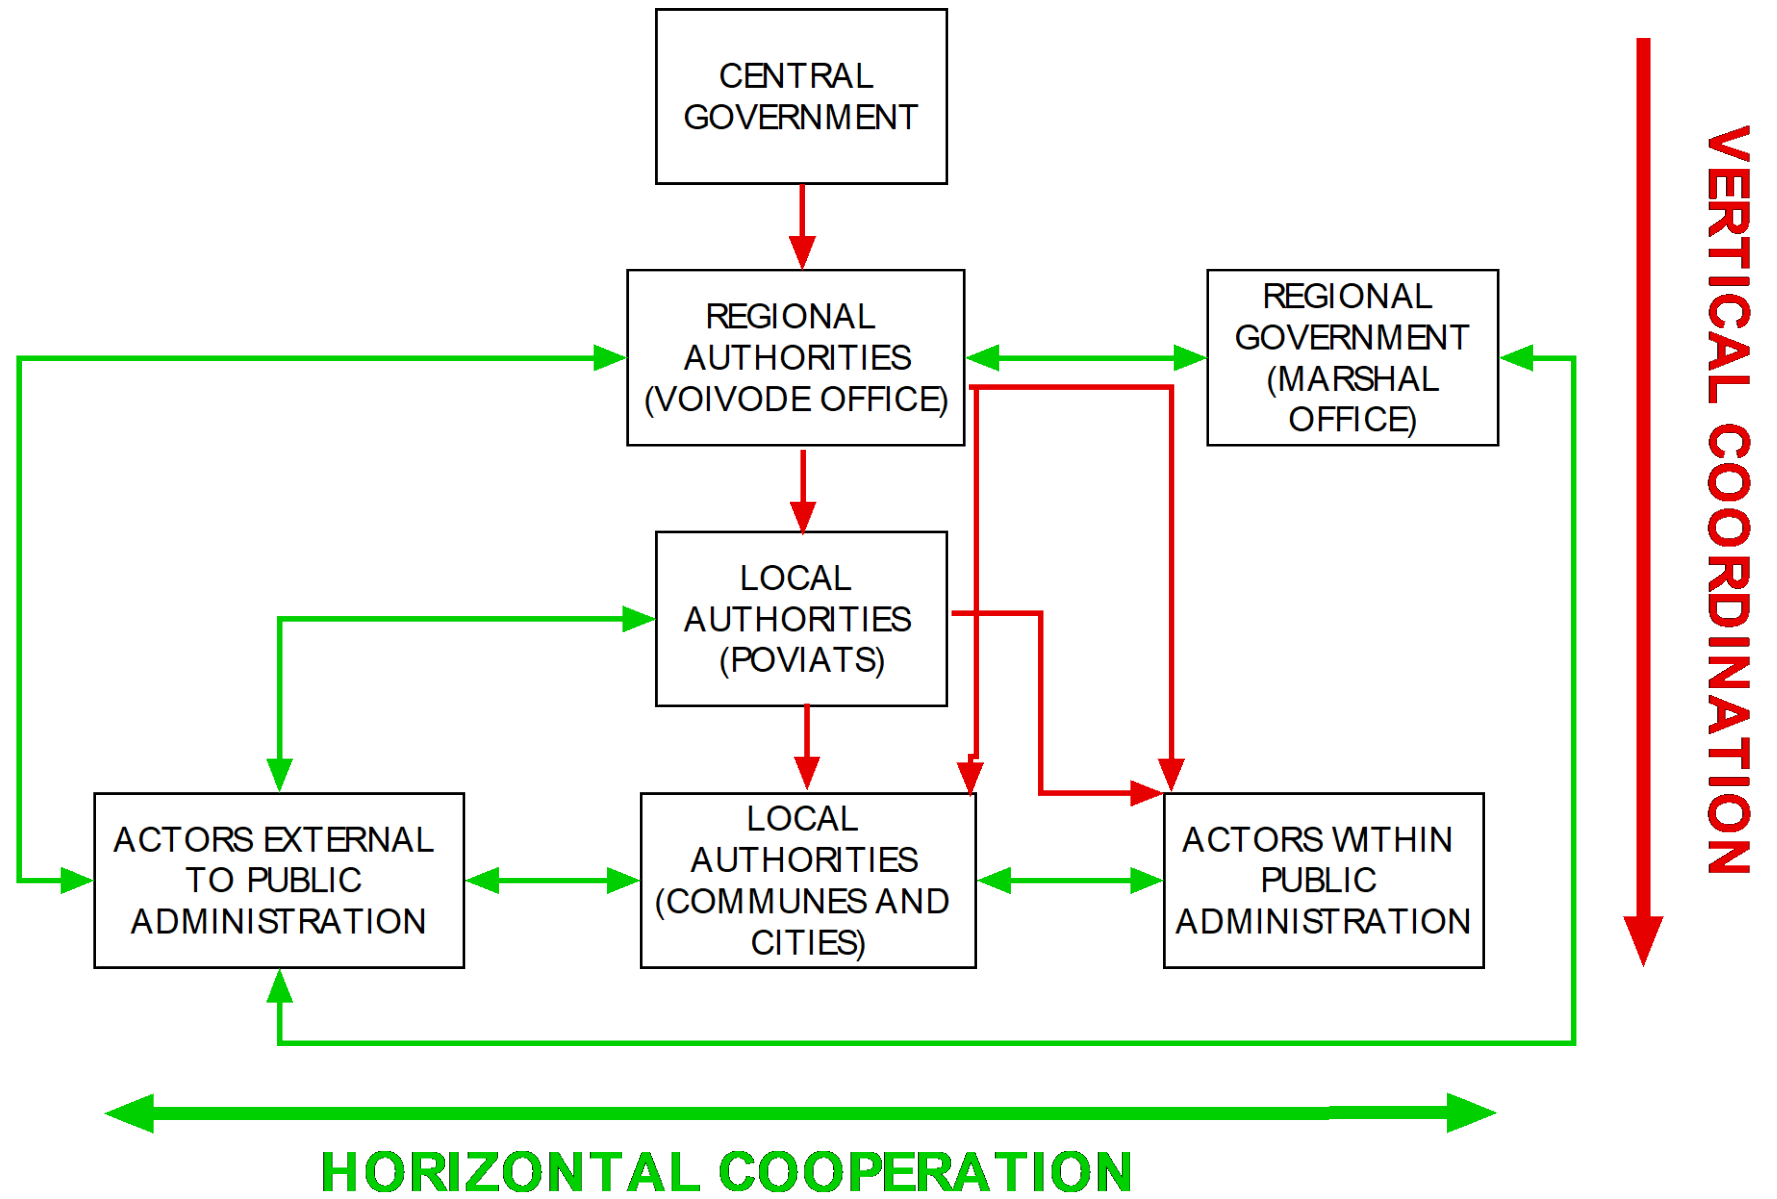 CENTRAL
GOVERNMENT
REGIONAL
AUTHORITIES
(VOIVODE OFFICE)
REGIONAL
GOVERNMENT
(MARSHAL
OFFICE)
LOCAL
AUTHORITIES
(POVIATS)
ACTORS EXTERNAL
TO PUBLIC
ADMINISTRATION
LOCAL
AUTHORITIES
(COMMUNES AND
CITIES)
ACTORS WITHIN
PUBLIC
ADMINISTRATION
VERTICAL COORDINATION
HORIZONTAL COOPERATION